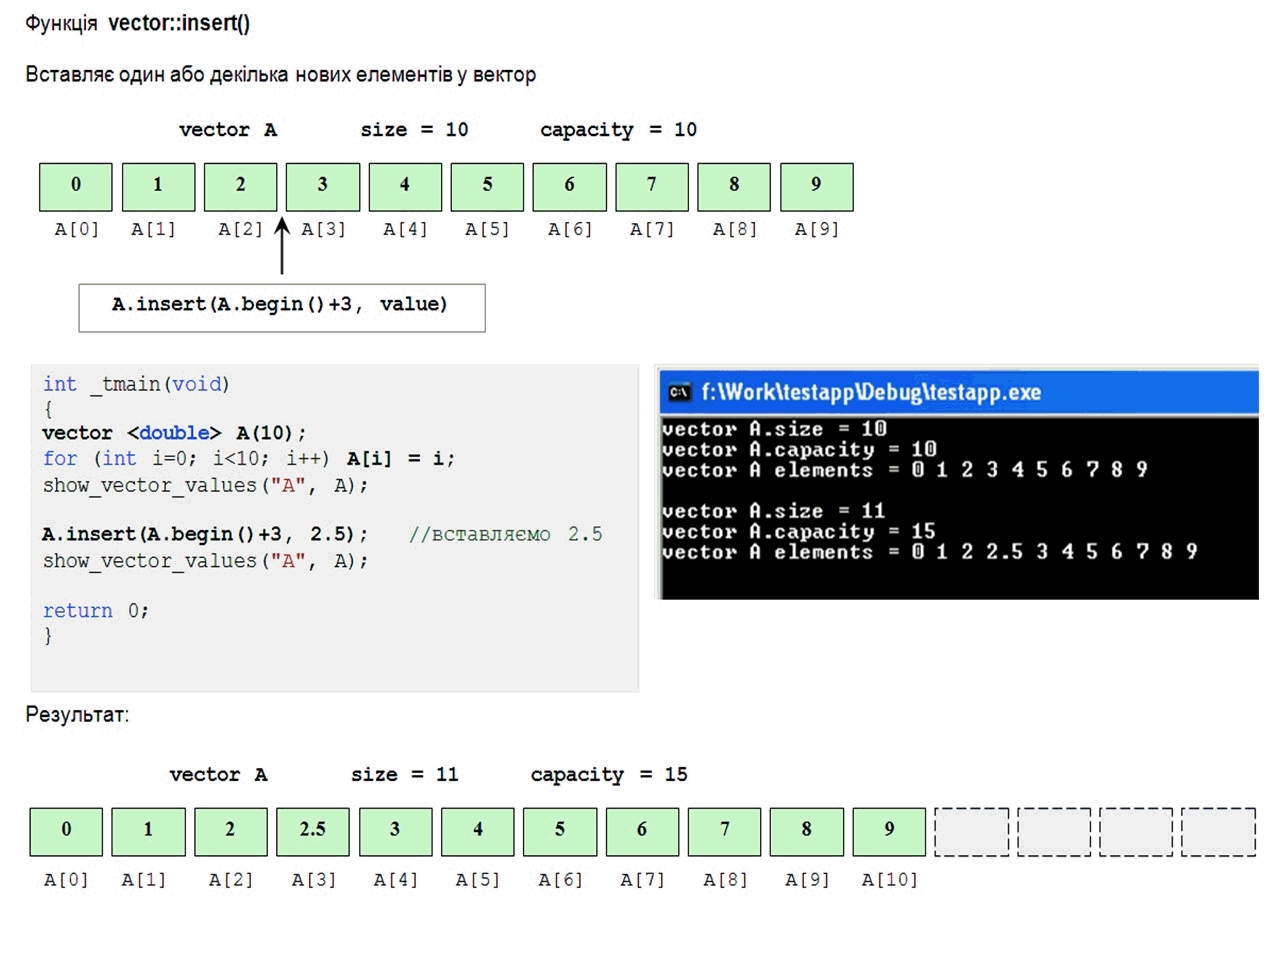 Функція vector::insert()
Вставляє один або декілька нових елементів у вектор
vector A size = 10 capacity = 10
0 1 2 3 4 5 6 7 8 9
A[0] A[1] A[2] A[3] A[4] A[5] A[6] A[7] A[8] A[9]
A.insert(A.begin()+3, value)
int _tmain(void)
{
vector <double> A(10);
for (int i=0; i<10; i++) A[i] = i;
show_vector_values("A", A);
A.insert(A.begin()+3, 2.5); //вставляємо 2.5
show_vector_values("A", A);
return 0;
}
C:\ f:\Work\testapp\Debug\testapp.exe
vector A.size = 10
vector A.capacity = 10
vector A elements = 0 1 2 3 4 5 6 7 8 9
vector A.size = 11
vector A.capacity = 15
vector A elements = 0 1 2 2.5 3 4 5 6 7 8 9
Результат:
vector A size = 11 capacity = 15
0 1 2 2.5 3 4 5 6 7 8 9
A[0] A[1] A[2] A[3] A[4] A[5] A[6] A[7] A[8] A[9] A[10]